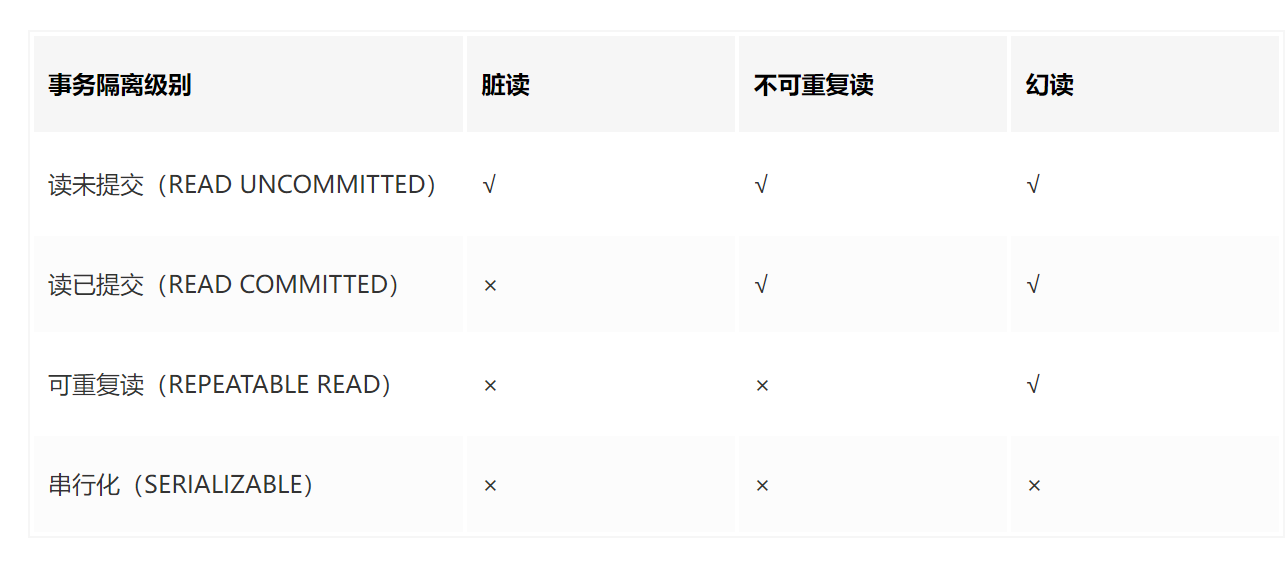 事务隔离级别 脏读 不可重复读 幻读
读未提交（READ UNCOMMITTED） √ √ √
读已提交（READ COMMITTED） × √ √
可重复读（REPEATABLE READ） × × √
串行化（SERIALIZABLE） × × ×